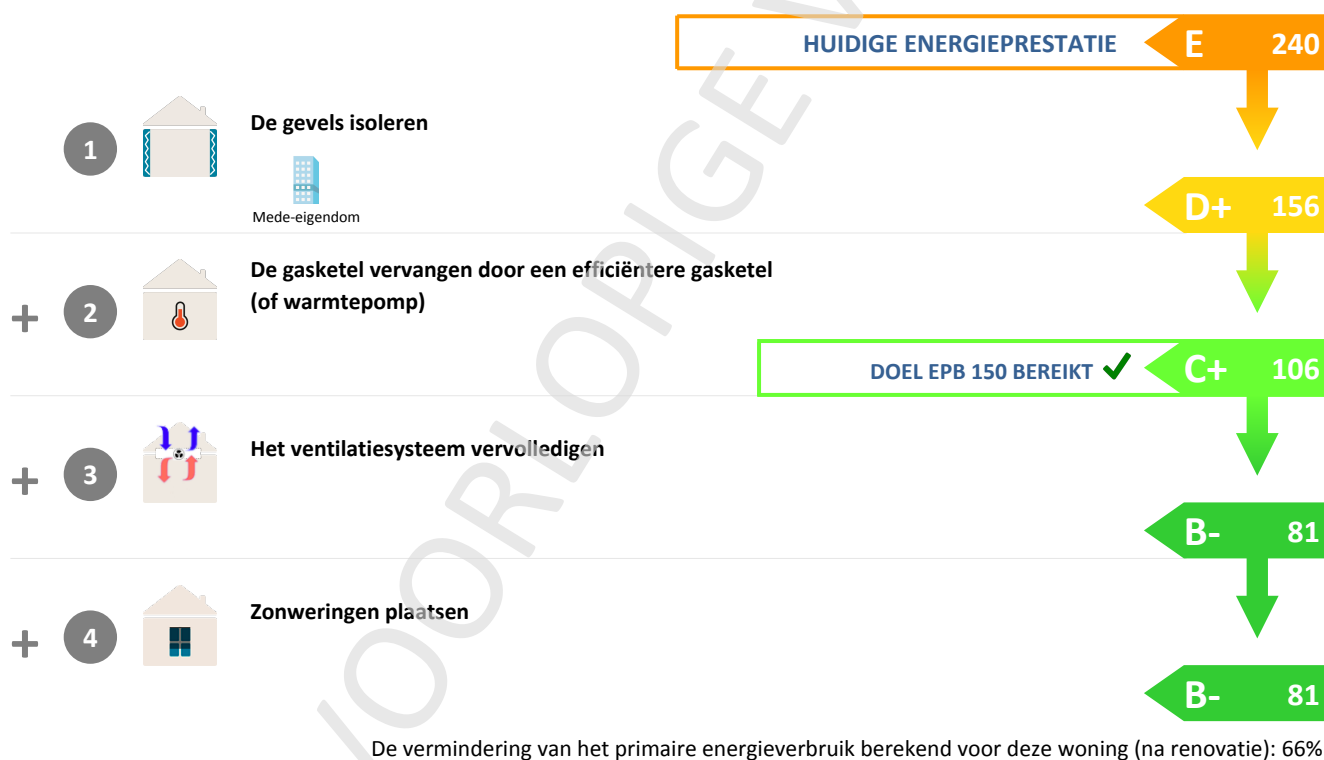 HUIDIGE ENERGIEPRESTATIE E 240
1 De gevels isoleren
Mede-eigendom
D+ 156
+ 2 De gasketel vervangen door een efficiëntere gasketel
(of warmtepomp)
DOEL EPB 150 BEREIKT ✓ C+ 106
+ 3 Het ventilatiesysteem vervolledigen
B- 81
+ 4 Zonweringen plaatsen
B- 81
De vermindering van het primaire energieverbruik berekend voor deze woning (na renovatie): 66%
VOORLOPIGE V